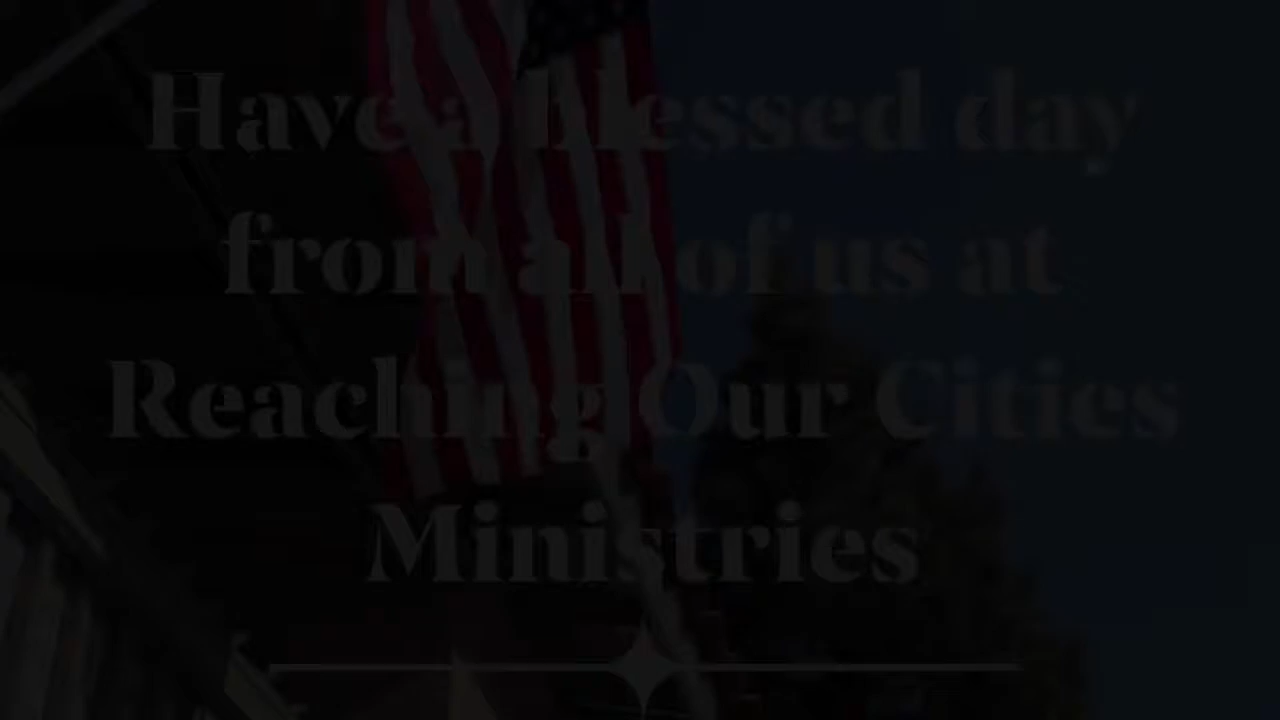 Have a blessed day
from all of us at
Reaching Our Cities
Ministries